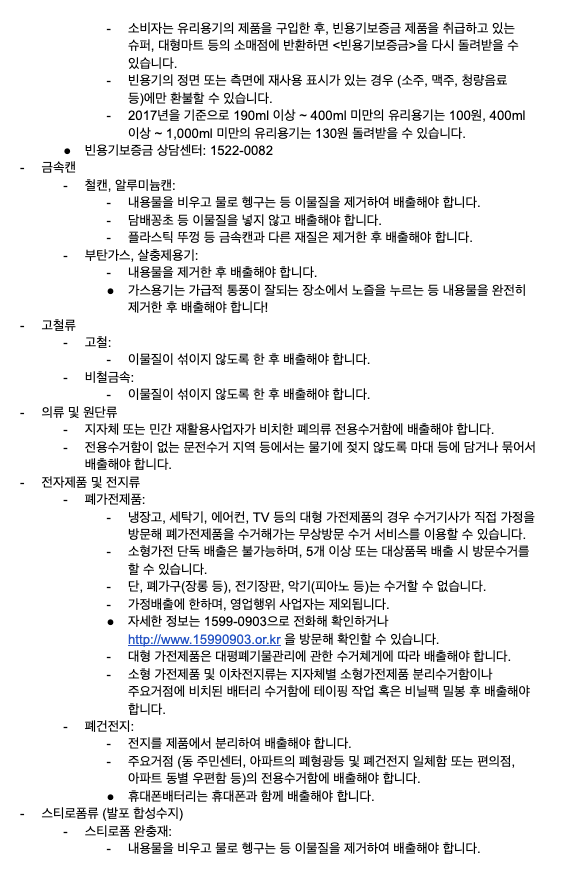 - 소비자는 유리용기의 제품을 구입한 후, 빈용기보증금 제품을 취급하고 있는
슈퍼, 대형마트 등의 소매점에 반환하면 <빈용기보증금>을 다시 돌려받을 수
있습니다.
- 빈용기의 정면 또는 측면에 재사용 표시가 있는 경우 (소주, 맥주, 청량음료
등)에만 환불할 수 있습니다.
- 2017년을 기준으로 190ml 이상 ~ 400ml 미만의 유리용기는 100원, 400ml
이상 ~ 1,000ml 미만의 유리용기는 130원 돌려받을 수 있습니다.
● 빈용기보증금 상담센터: 1522-0082
- 금속캔
- 철캔, 알루미늄캔:
- 내용물을 비우고 물로 헹구는 등 이물질을 제거하여 배출해야 합니다.
- 담배꽁초 등 이물질을 넣지 않고 배출해야 합니다.
- 플라스틱 뚜껑 등 금속캔과 다른 재질은 제거한 후 배출해야 합니다.
- 부탄가스, 살충제용기:
- 내용물을 제거한 후 배출해야 합니다.
● 가스용기는 가급적 통풍이 잘되는 장소에서 노즐을 누르는 등 내용물을 완전히
제거한 후 배출해야 합니다!
- 고철류
- 고철:
- 이물질이 섞이지 않도록 한 후 배출해야 합니다.
- 비철금속:
- 이물질이 섞이지 않도록 한 후 배출해야 합니다.
- 의류 및 원단류
- 지자체 또는 민간 재활용사업자가 비치한 폐의류 전용수거함에 배출해야 합니다.
- 전용수거함이 없는 문전수거 지역 등에서는 물기에 젖지 않도록 마대 등에 담거나 묶어서
배출해야 합니다.
- 전자제품 및 전지류
- 폐가전제품:
- 냉장고, 세탁기, 에어컨, TV 등의 대형 가전제품의 경우 수거기사가 직접 가정을
방문해 폐가전제품을 수거해가는 무상방문 수거 서비스를 이용할 수 있습니다.
- 소형가전 단독 배출은 불가능하며, 5개 이상 또는 대상품목 배출 시 방문수거를
할 수 있습니다.
- 단, 폐가구(장롱 등), 전기장판, 악기(피아노 등)는 수거할 수 없습니다.
- 가정배출에 한하며, 영업행위 사업자는 제외됩니다.
● 자세한 정보는 1599-0903으로 전화해 확인하거나
http://www.15990903.or.kr 을 방문해 확인할 수 있습니다.
- 대형 가전제품은 대평폐기물관리에 관한 수거체게에 따라 배출해야 합니다.
- 소형 가전제품 및 이차전지류는 지자체별 소형가전제품 분리수거함이나
주요거점에 비치된 배터리 수거함에 테이핑 작업 혹은 비닐팩 밀봉 후 배출해야
합니다.
- 폐건전지:
- 전지를 제품에서 분리하여 배출해야 합니다.
- 주요거점 (동 주민센터, 아파트의 폐형광등 및 폐건전지 일체함 또는 편의점,
아파트 동별 우편함 등)의 전용수거함에 배출해야 합니다.
● 휴대폰배터리는 휴대폰과 함께 배출해야 합니다.
- 스티로폼류 (발포 합성수지)
- 스티로폼 완충재:
- 내용물을 비우고 물로 헹구는 등 이물질을 제거하여 배출해야 합니다.